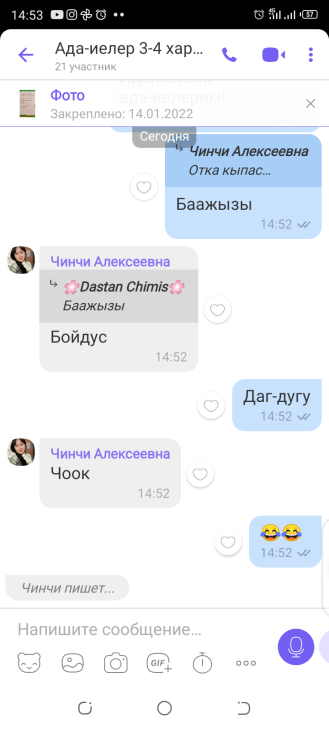 14:53
57
Ада-иелер 3-4 хар...
21 участник
Фото
Закреплено: 14.01.2022
Сегодня
Чинчи Алексеевна
Отка кыпас...
Баажызы
14:52
Чинчи Алексеевна
🌸Dastan Chimis🌸
Баажызы
Бойдус
14:52
Даг-дугу
14:52
Чинчи Алексеевна
Чоок
14:52
😂😂
14:52
Чинчи пишет...
Напишите сообщение...
GIF+